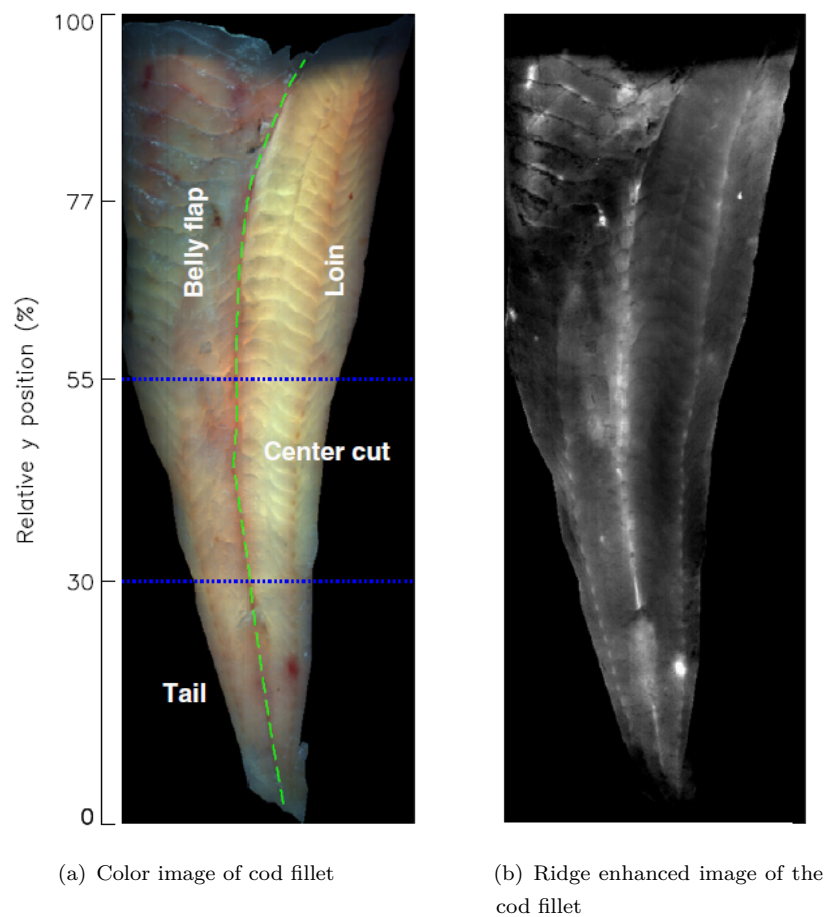 100
77
55
30
0
Relative y position (%)
Belly flap
Loin
Center cut
Tail
(a) Color image of cod fillet
(b) Ridge enhanced image of the
cod fillet